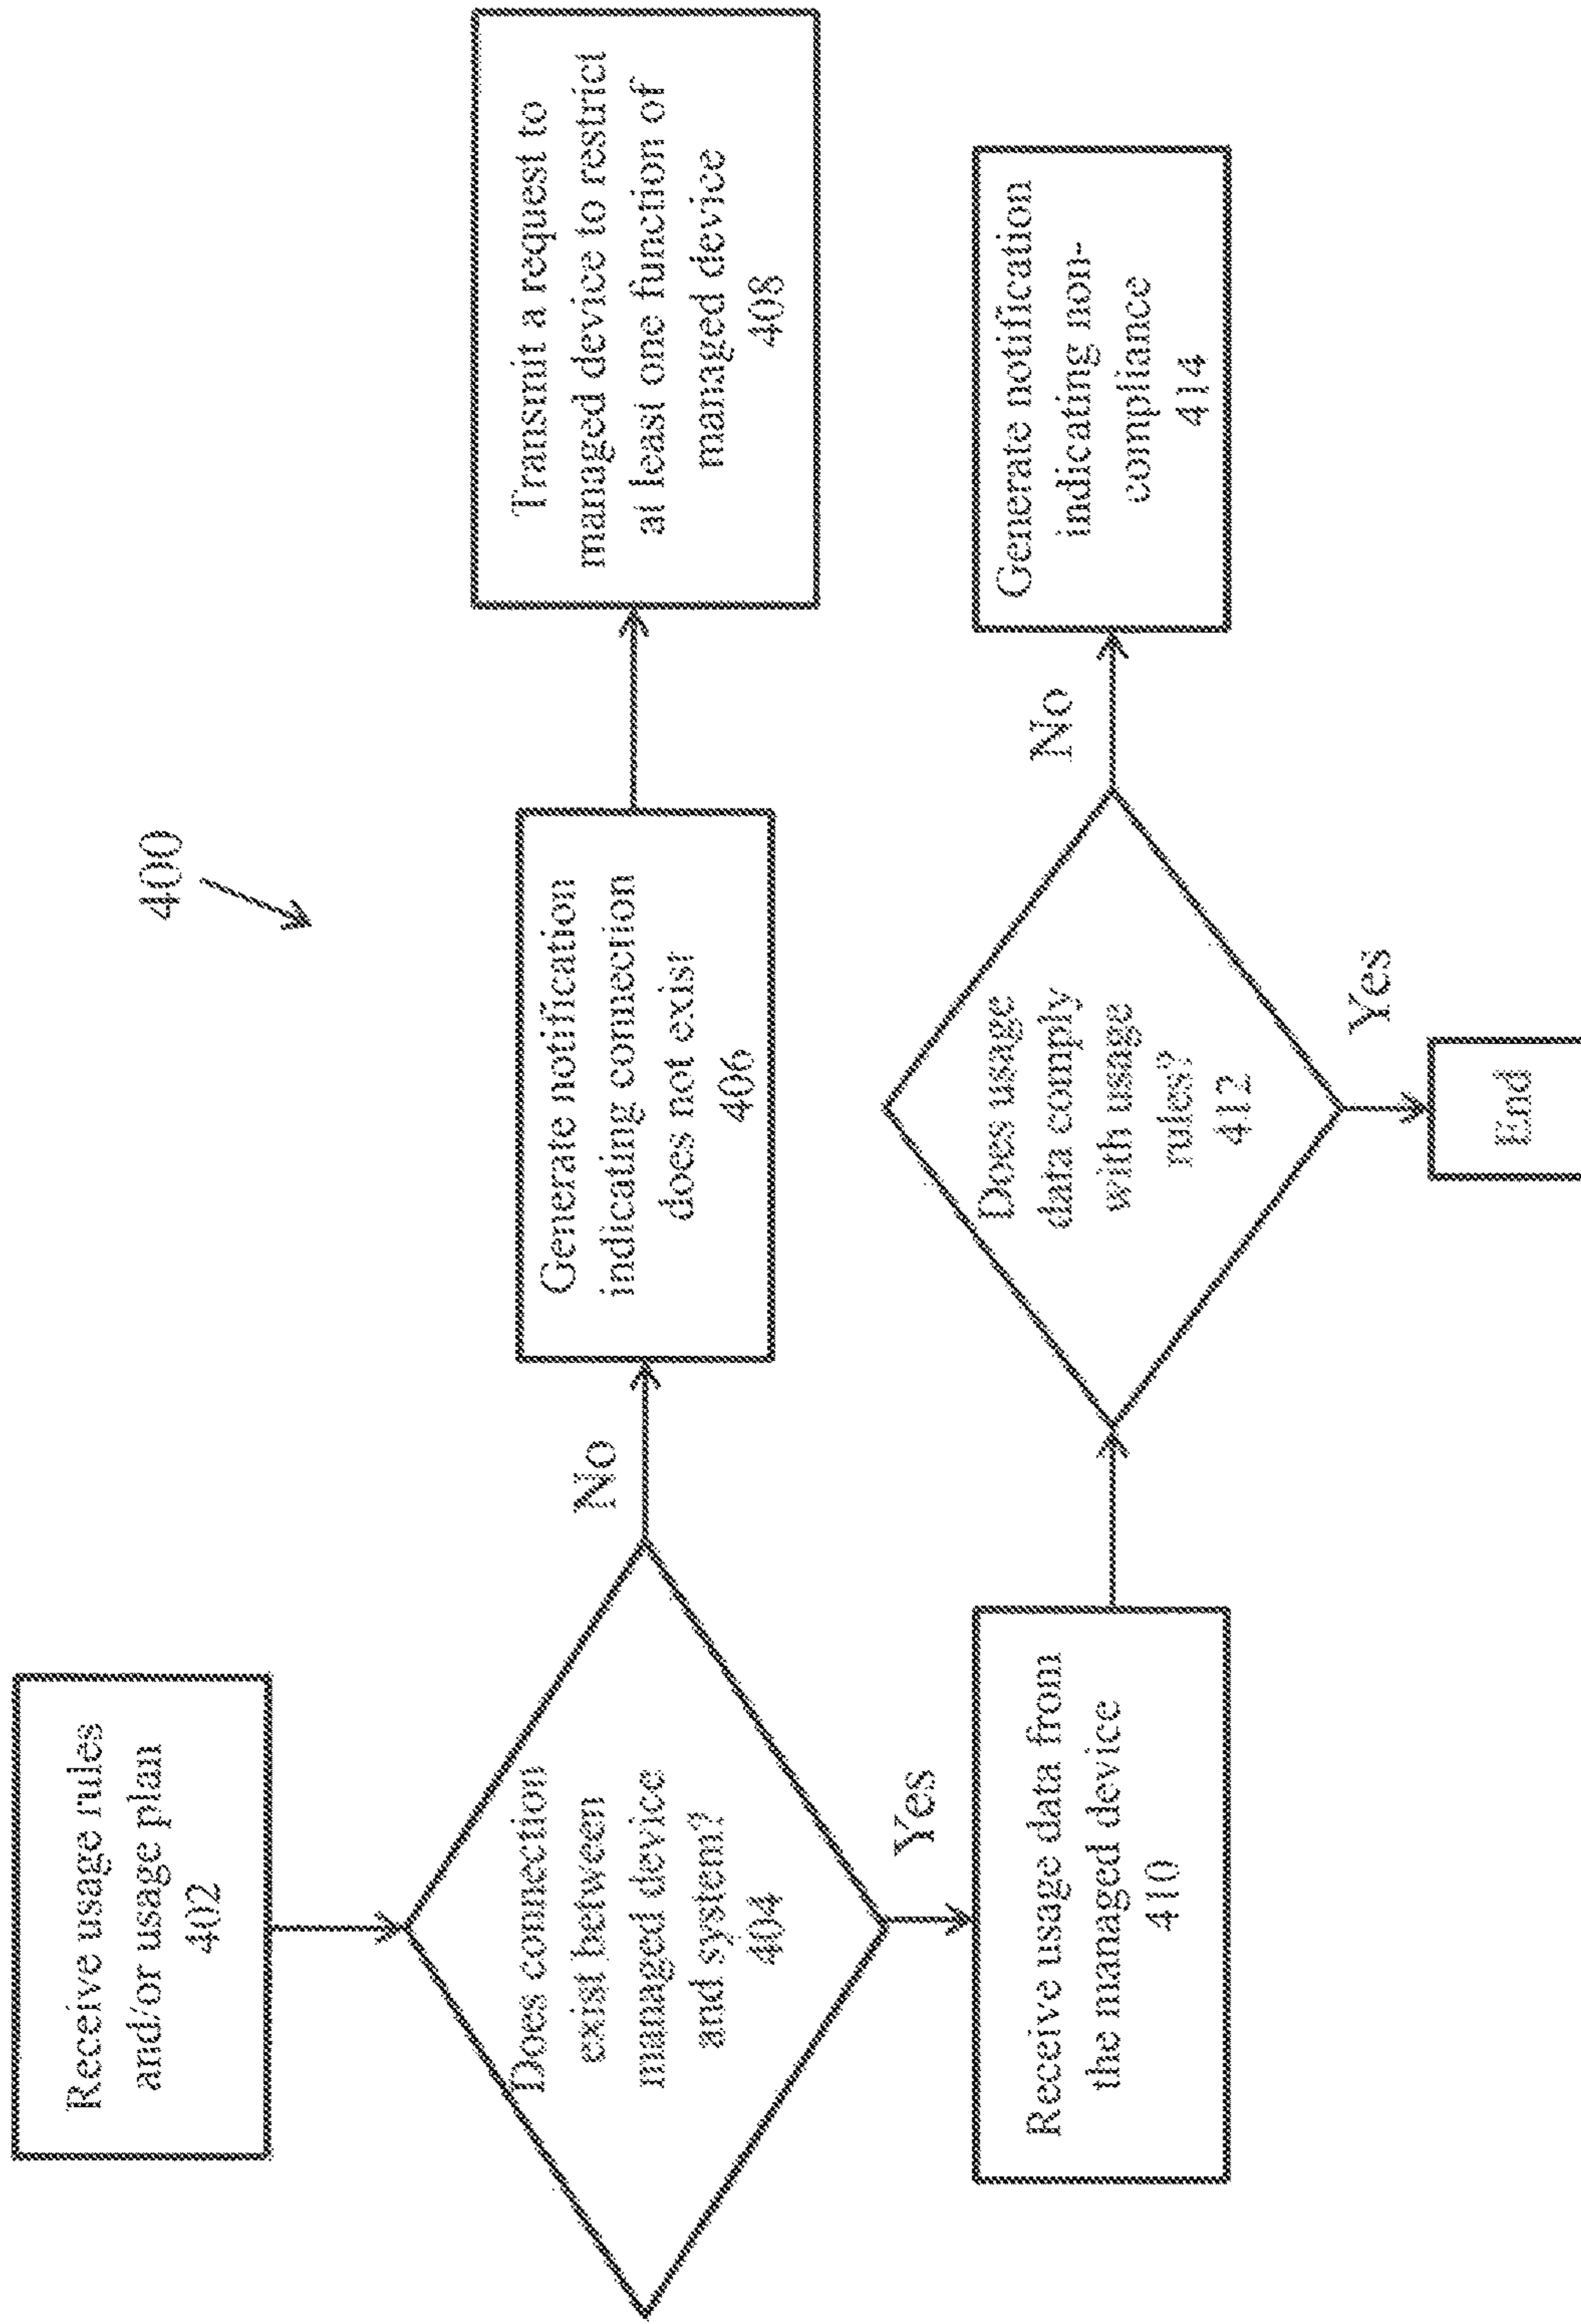 400
Receive usage rules
and/or usage plan
402
Does connection
exist between
managed device
and system?
404
No
Generate notification
indicating connection
does not exist
406
Transmit a request to
managed device to restrict
at least one function of
managed device
408
Yes
Receive usage data from
the managed device
410
Does usage
data comply
with usage
rules?
412
No
Generate notification
indicating non-
compliance
414
Yes
End